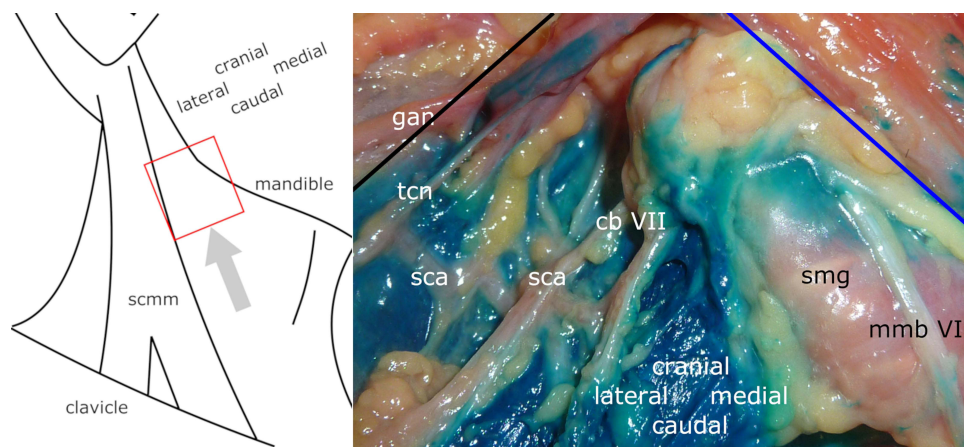 cranial
lateral medial
caudal
mandible
scmm
clavicle
gan
tcn
cb VII
sca
sca
smg
mmb VI
cranial
lateral medial
caudal